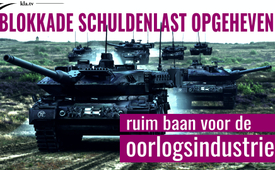 kla.tv
BLOKKADE SCHULDENLAST OPGEHEVEN
ruim baan voor de
oorlogsindustrie